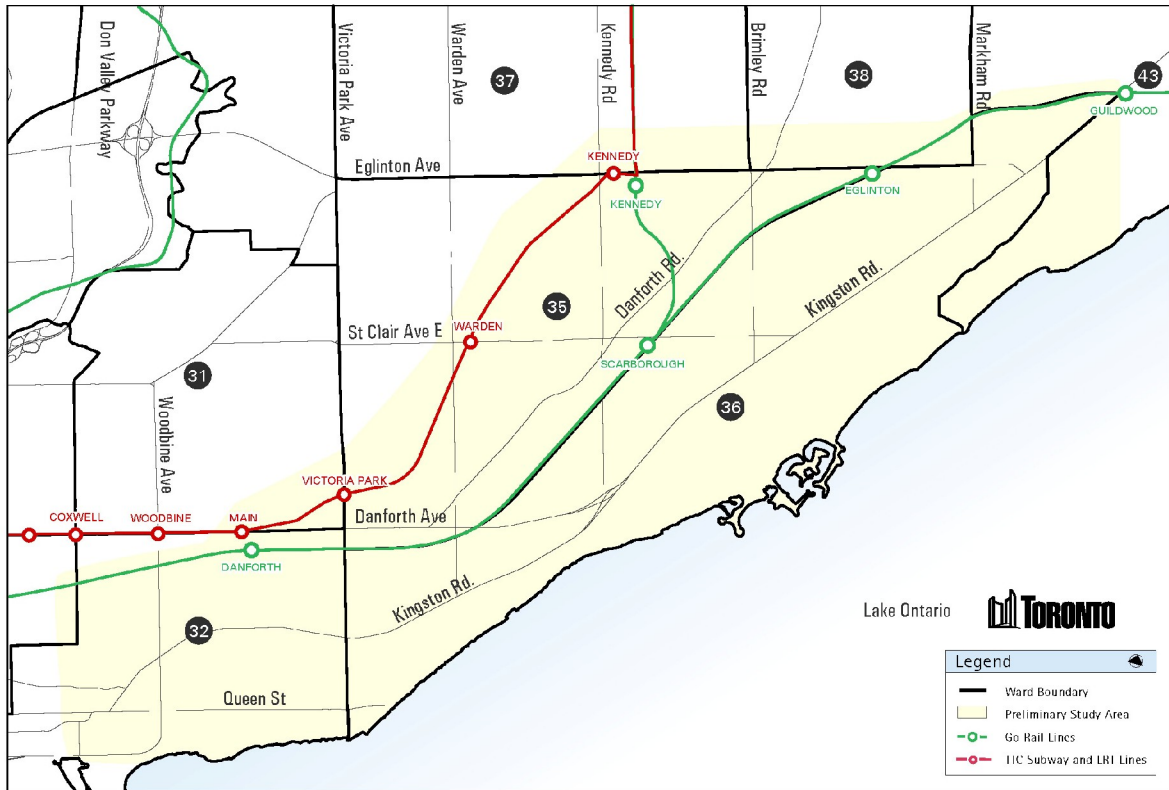 Don Valley Parkway
Victoria Park Ave
Warden Ave
37
Kennedy Rd
Brimley Rd
38
Markham Rd
43
GUILDWOOD
Eglinton Ave
KENNEDY
KENNEDY
EGLINTON
Danforth Rd.
Kingston Rd.
35
St Clair Ave E
WARDEN
SCARBOROUGH
31
36
Woodbine Ave
VICTORIA PARK
COXWELL
WOODBINE
MAIN
Danforth Ave
DANFORTH
Kingston Rd.
32
Queen St
Lake Ontario
TORONTO
Legend
Ward Boundary
Preliminary Study Area
Go Rail Lines
TTC Subway and LRT Lines